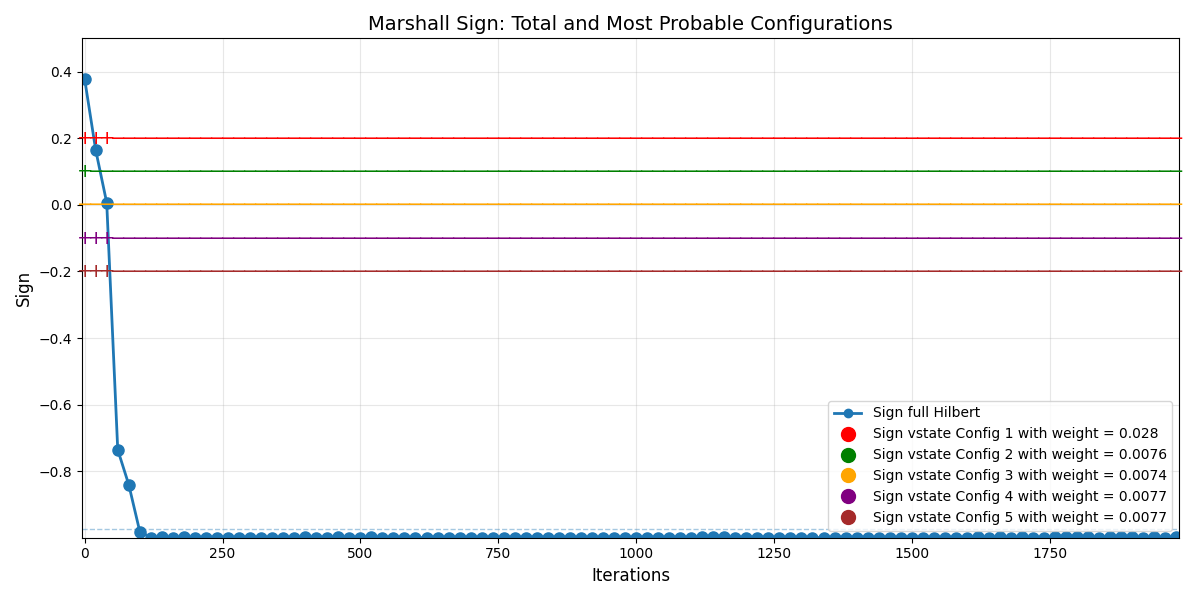 Marshall Sign: Total and Most Probable Configurations
Sign
0.4
0.2
0.0
−0.2
−0.4
−0.6
−0.8
0
250
500
750
1000
1250
1500
1750
Iterations
Sign full Hilbert
Sign vstate Config 1 with weight = 0.028
Sign vstate Config 2 with weight = 0.0076
Sign vstate Config 3 with weight = 0.0074
Sign vstate Config 4 with weight = 0.0077
Sign vstate Config 5 with weight = 0.0077